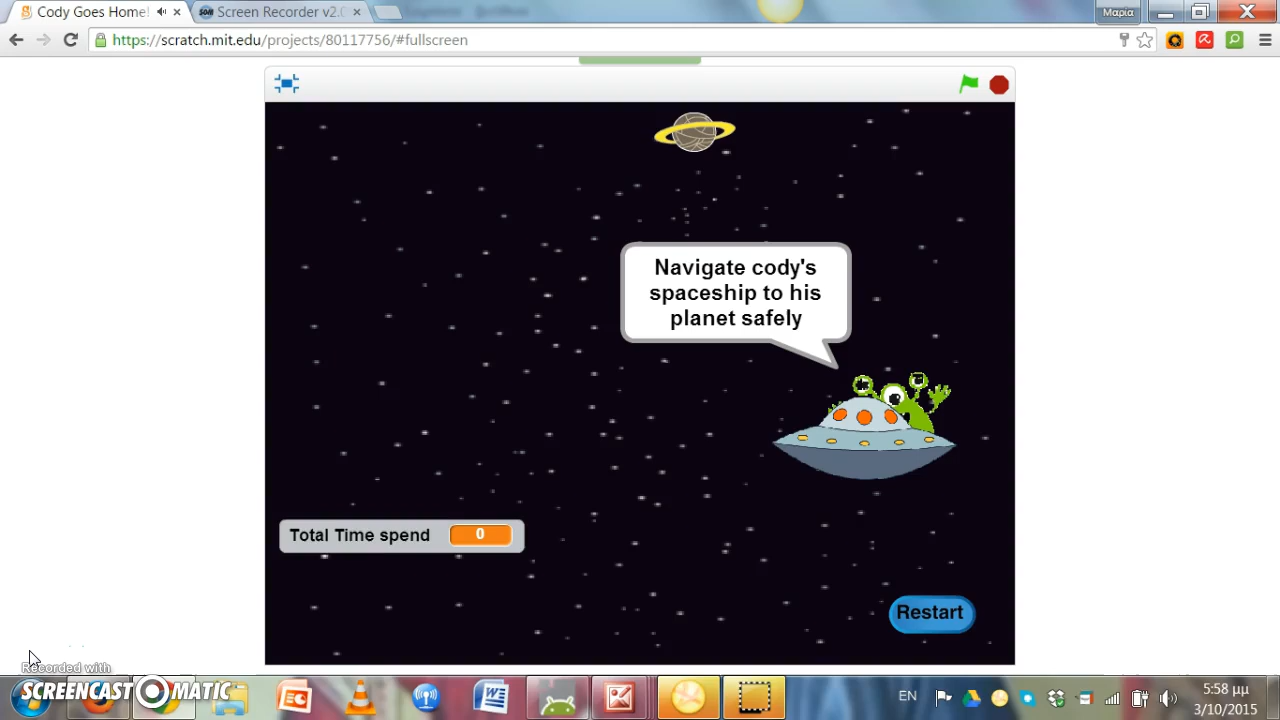 Cody Goes Home!
Screen Recorder v2.0
Μαρία
https://scratch.mit.edu/projects/80117756/#fullscreen
Navigate cody's
spaceship to his
planet safely
Total Time spend 0
Restart
Recorded with
SCREENCAST MATIC
EN
5:58 μμ
3/10/2015